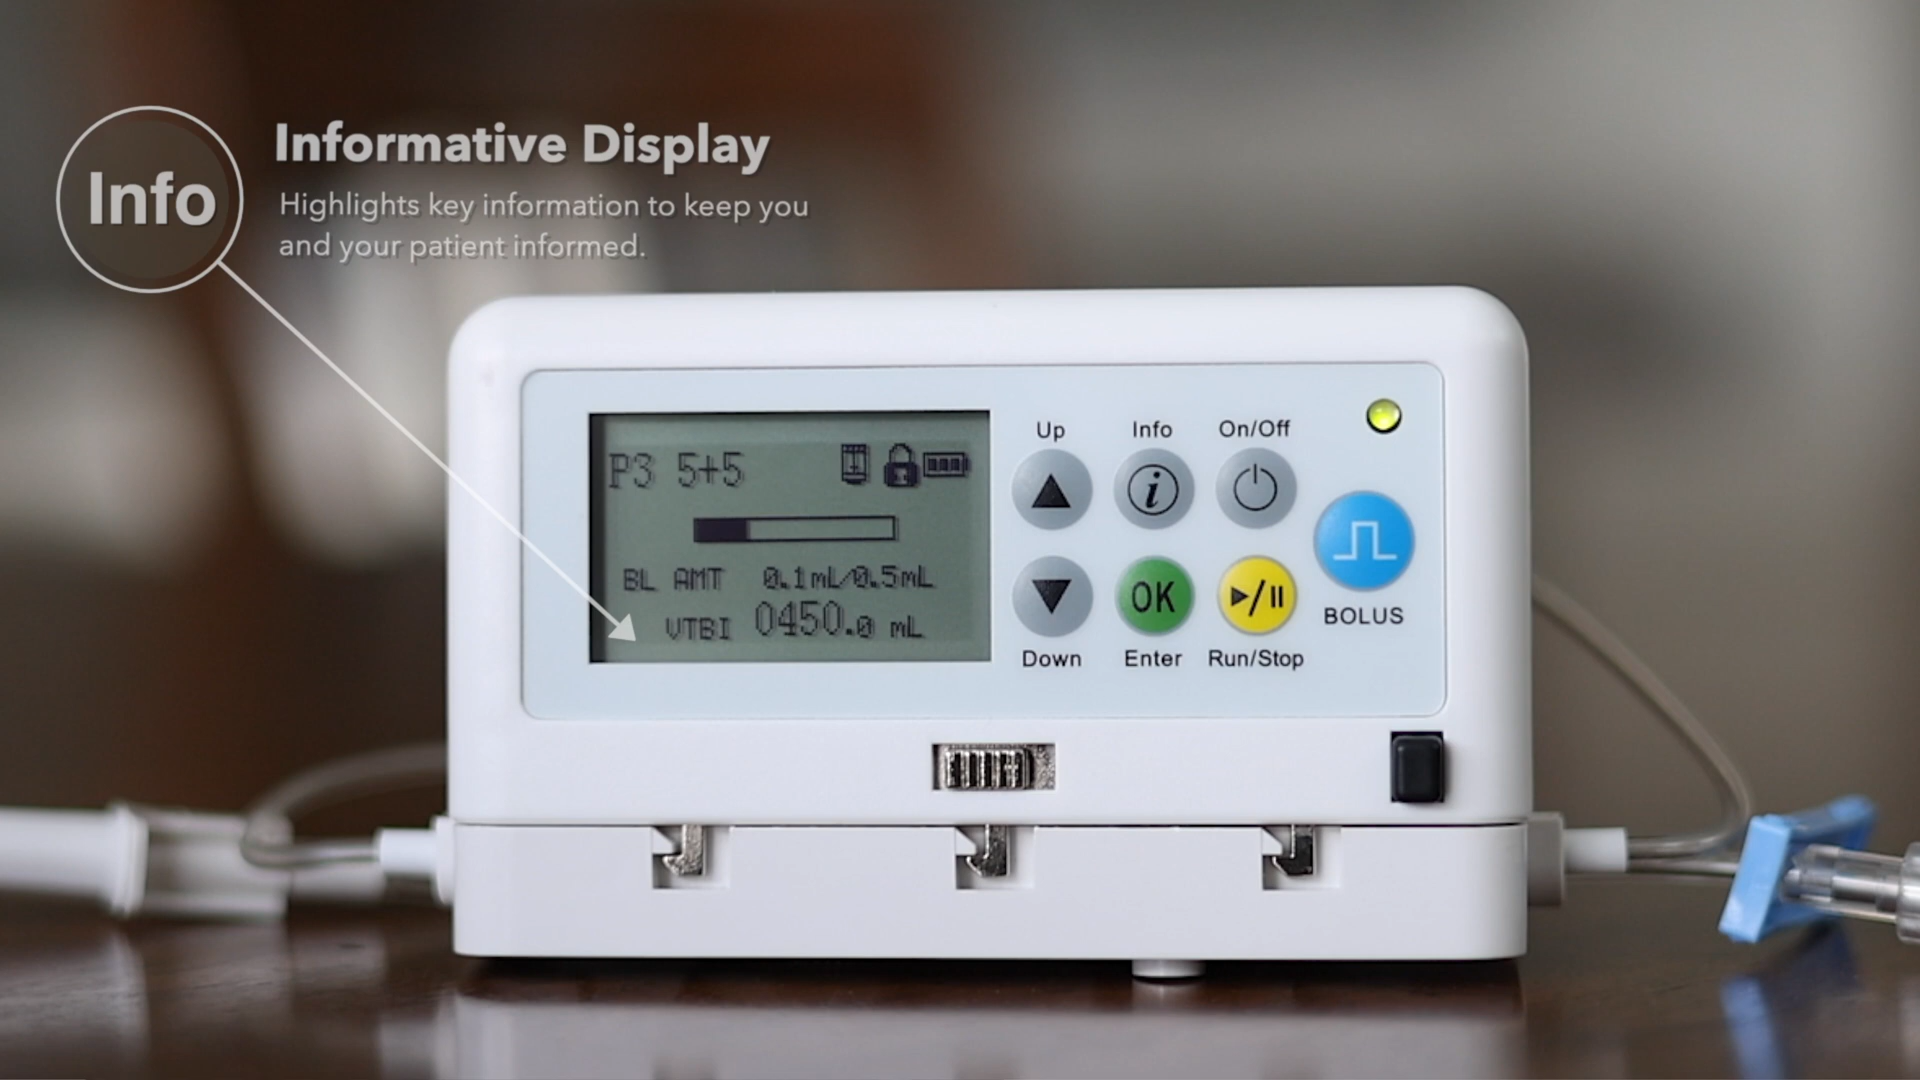 Info
Informative Display
Highlights key information to keep you
and your patient informed.
P3 5+5
BL AMT 0.1mL/0.5mL
VTBI 0450.0 mL
Up
Info
On/Off
OK
BOLUS
Down
Enter
Run/Stop